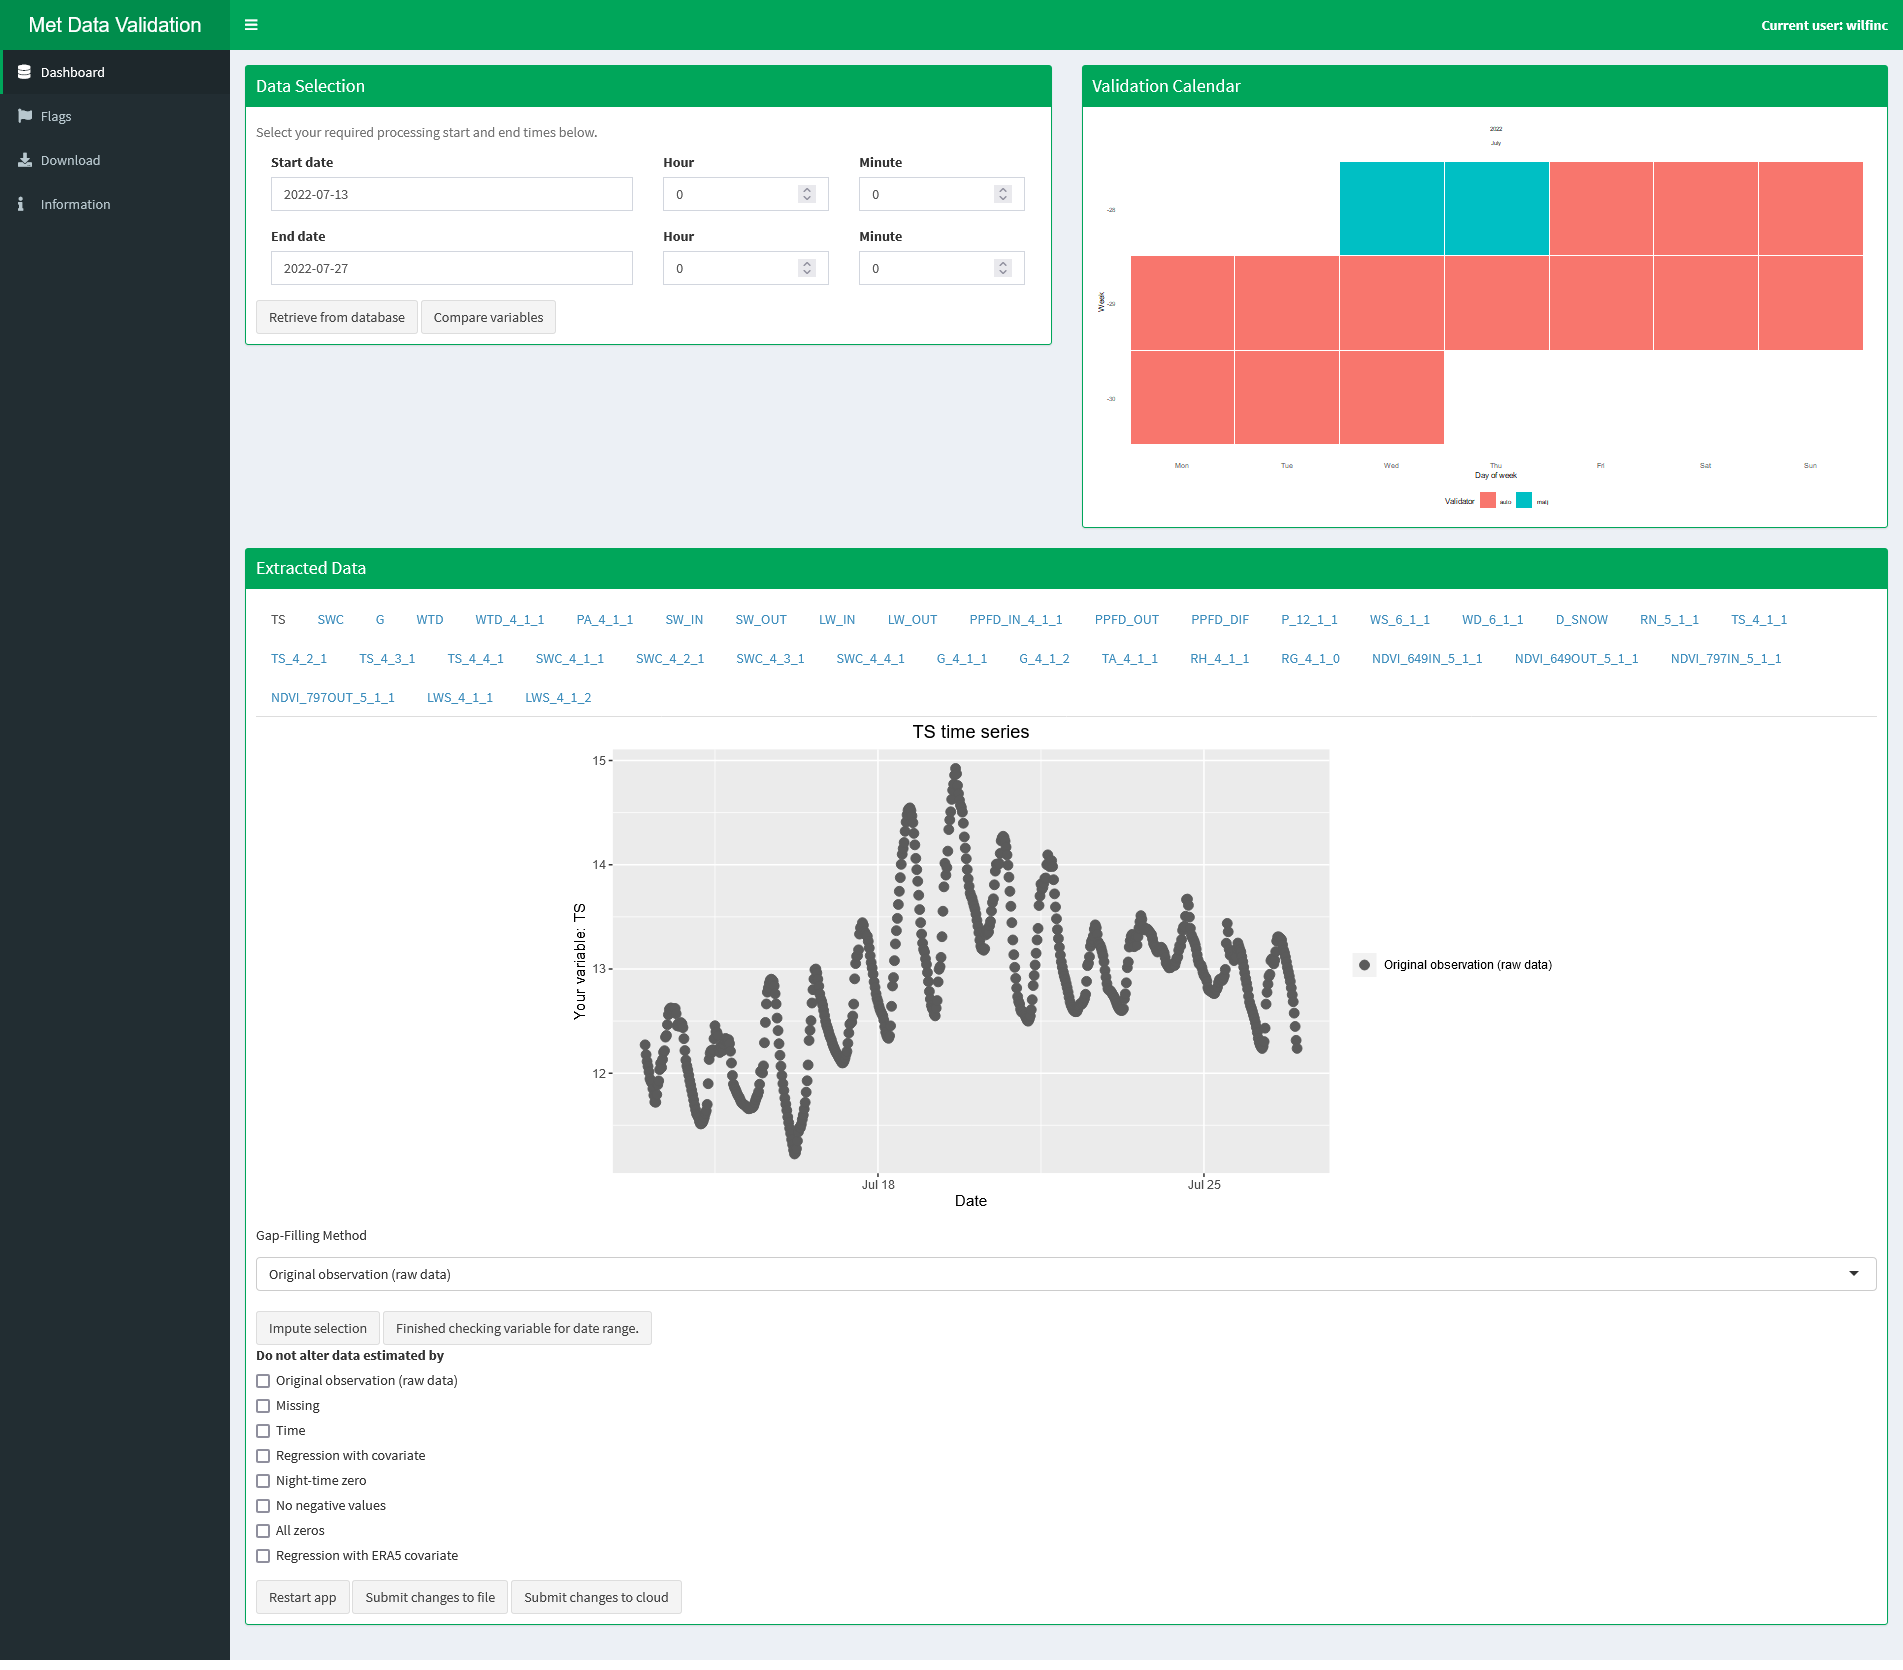 Met Data Validation
Current user: wilfinc
Dashboard
Flags
Download
Information
Data Selection
Select your required processing start and end times below.
Start date Hour Minute
2022-07-13 0 0
End date Hour Minute
2022-07-27 0 0
Retrieve from database Compare variables
Validation Calendar
2022
July
-28
-29
-30
Week
Mon Tue Wed Thu Fri Sat Sun
Day of week
Validator auto matj
Extracted Data
TS SWC G WTD WTD_4_1_1 PA_4_1_1 SW_IN SW_OUT LW_IN LW_OUT PPFD_IN_4_1_1 PPFD_OUT PPFD_DIF P_12_1_1 WS_6_1_1 WD_6_1_1 D_SNOW RN_5_1_1 TS_4_1_1
TS_4_2_1 TS_4_3_1 TS_4_4_1 SWC_4_1_1 SWC_4_2_1 SWC_4_3_1 SWC_4_4_1 G_4_1_1 G_4_1_2 TA_4_1_1 RH_4_1_1 RG_4_1_0 NDVI_649IN_5_1_1 NDVI_649OUT_5_1_1 NDVI_797IN_5_1_1
NDVI_797OUT_5_1_1 LWS_4_1_1 LWS_4_1_2
TS time series
15
14
13
12
Your variable: TS
Jul 18 Jul 25
Date
Original observation (raw data)
Gap-Filling Method
Original observation (raw data)
Impute selection Finished checking variable for date range.
Do not alter data estimated by
Original observation (raw data)
Missing
Time
Regression with covariate
Night-time zero
No negative values
All zeros
Regression with ERA5 covariate
Restart app Submit changes to file Submit changes to cloud